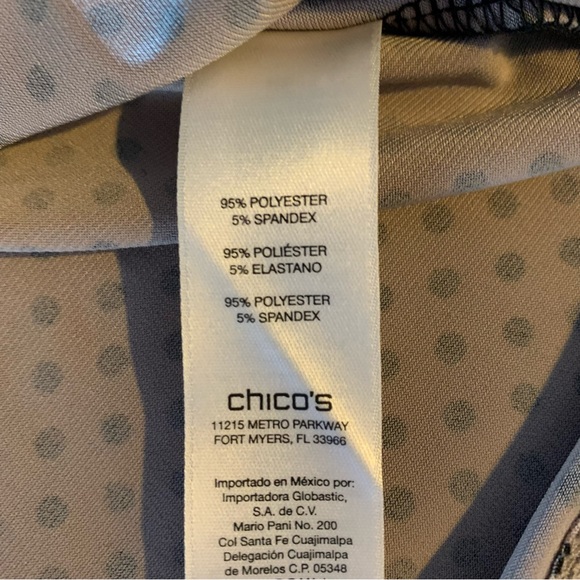 95% POLYESTER
5% SPANDEX
95% POLIÉSTER
5% ELASTANO
95% POLYESTER
5% SPANDEX
chico's
11215 METRO PARKWAY
FORT MYERS, FL 33966
Importado en México por:
Importadora Globastic,
S.A. de C.V.
Mario Pani No. 200
Col Santa Fe Cuajimalpa
Delegación Cuajimalpa
de Morelos C.P. 05348